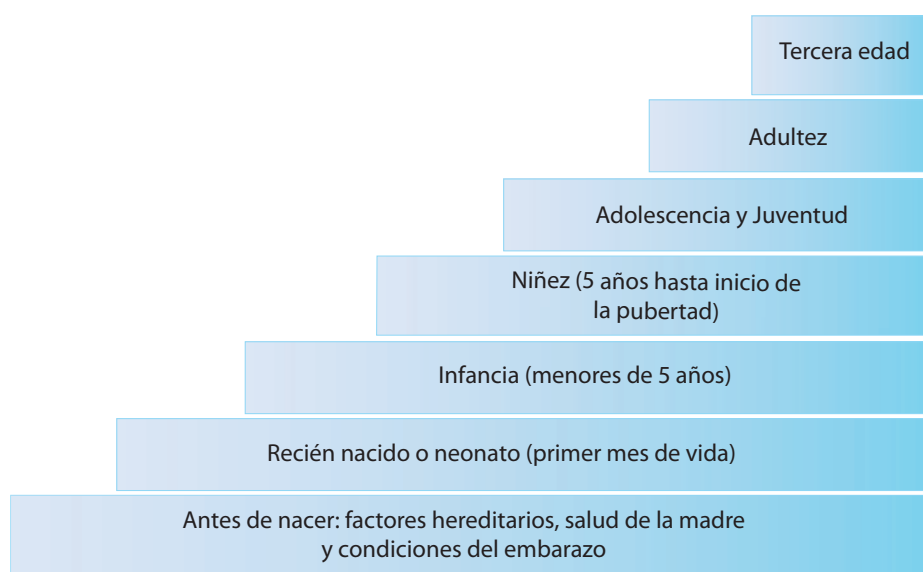 Tercera edad
Adultez
Adolescencia y Juventud
Niñez (5 años hasta inicio de
la pubertad)
Infancia (menores de 5 años)
Recién nacido o neonato (primer mes de vida)
Antes de nacer: factores hereditarios, salud de la madre
y condiciones del embarazo